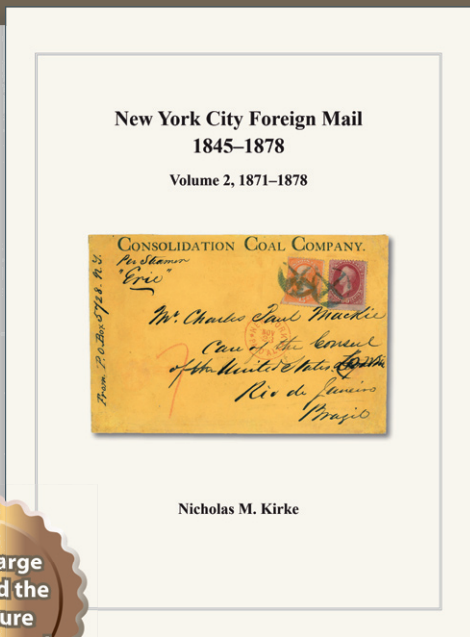 New York City Foreign Mail
1845–1878
Volume 2, 1871–1878
CONSOLIDATION COAL COMPANY.
Per Steamer
"Erie"
From P.O. Box 5728. N.Y.
Mr. Charles Paul Mackie
Care of the Consul
of the United States
Rio de Janeiro
Brazil
7
Nicholas M. Kirke
arge
d the
ure